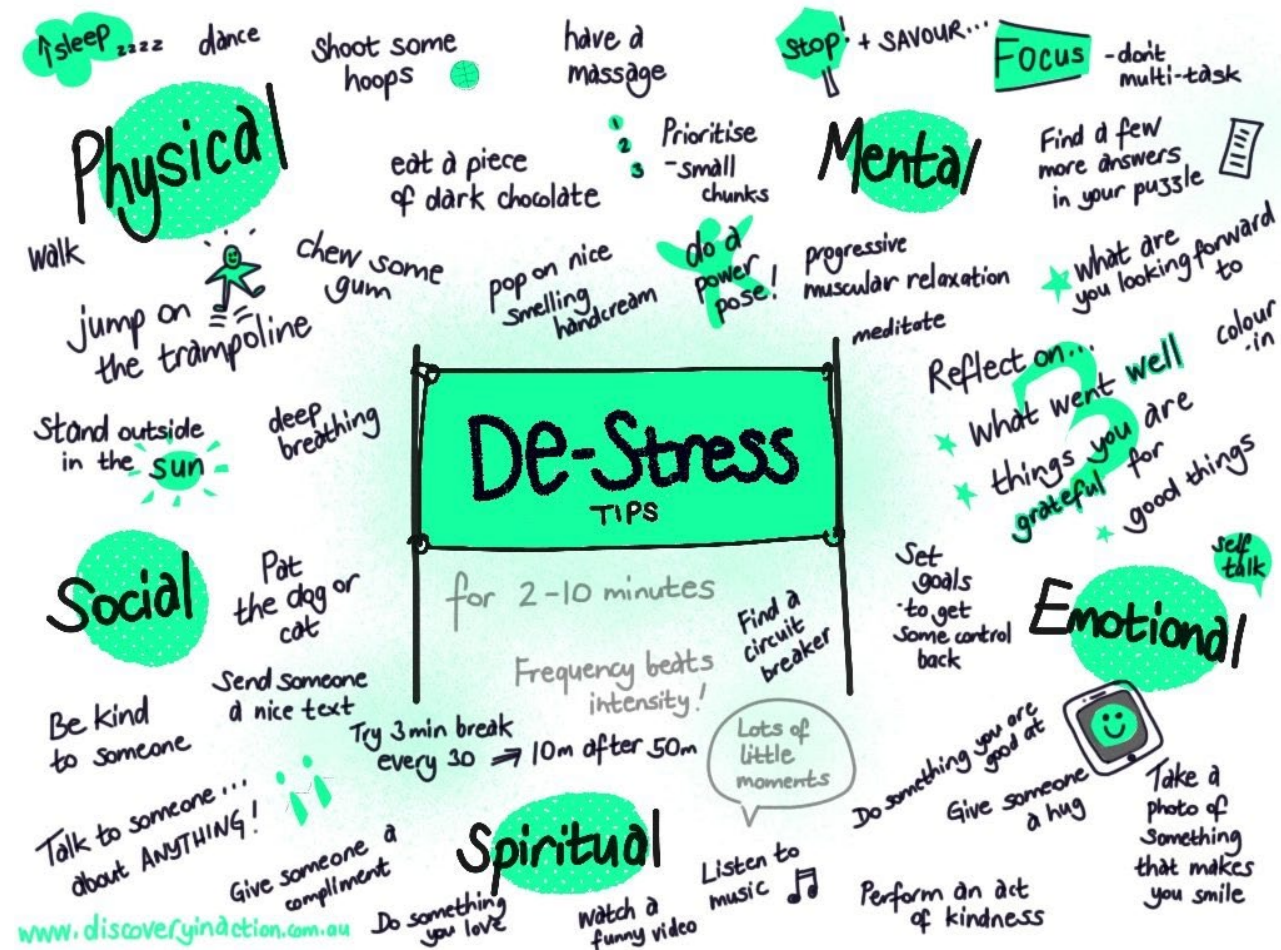 ↑sleep zzzz
dance
Shoot some
hoops
have a
massage
Stop! + SAVOUR...
Focus
-don't
multi-task
Physical
eat a piece
of dark chocolate
1
2
3
Prioritise
-small
chunks
Mental
Find a few
more answers
in your puzzle
walk
jump on
the trampoline
chew some
gum
pop on nice
smelling
handcream
do a
power
pose!
progressive
muscular relaxation
meditate
what are
you looking forward
to
colour
-in
Reflect on...
What went well
things you are
grateful for
good things
3
Stand outside
in the sun
deep
breathing
De-Stress
TIPS
for 2-10 minutes
Frequency beats
intensity!
Find a
circuit
breaker
Try 3min break
every 30 ⇒ 10m after 50m
Lots of
little
moments
Social
Pat
the dog or
cat
Send someone
a nice text
Be kind
to someone
Talk to someone...
about ANYTHING!
Give someone a
compliment
Set
goals
-to get
some control
back
self
talk
Emotional
Do something you are
good at
Give someone
a hug
Take a
photo of
Something
that makes
you smile
Spiritual
Do something
you love
watch a
funny video
Listen to
music
Perform an act
of kindness
www.discoveryinaction.com.au